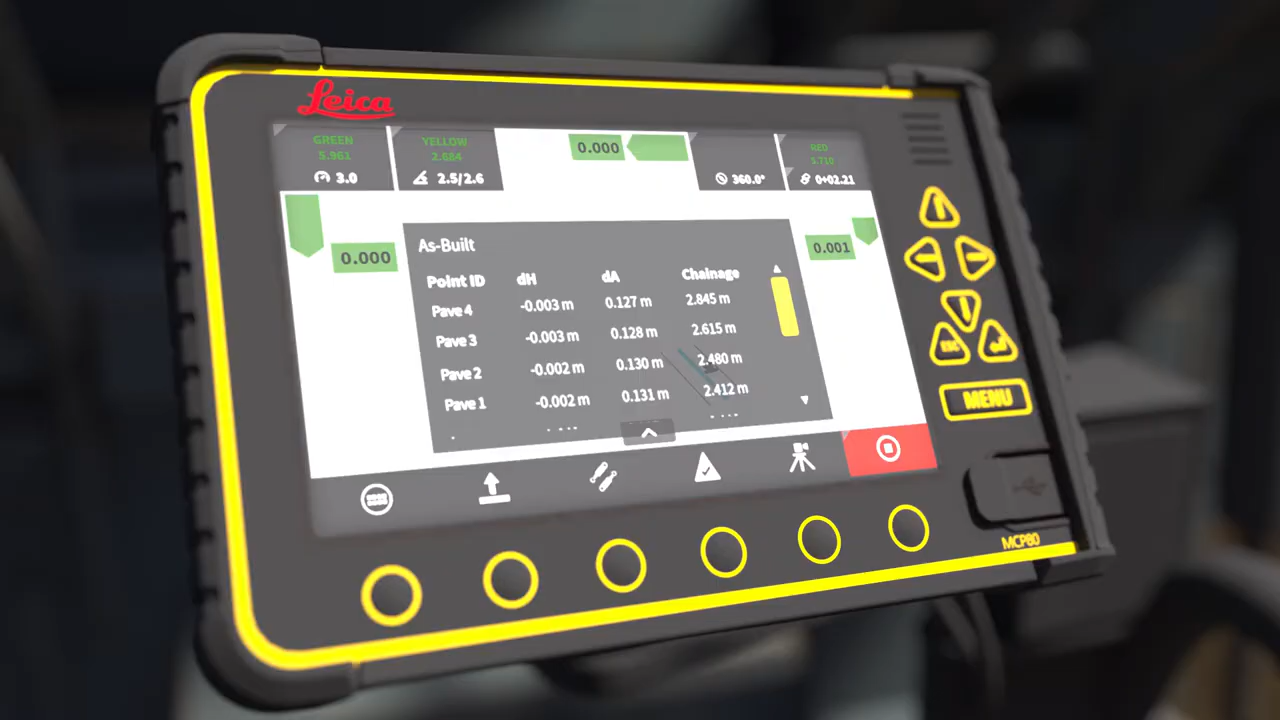 Leica
GREEN
5.961
3.0
YELLOW
2.684
2.5/2.6
0.000
360.0°
RED
0+02.21
0.000
0.001
As-Built
Point ID dH dA Chainage
Pave 4 -0.003 m 0.127 m 2.845 m
Pave 3 -0.003 m 0.128 m 2.615 m
Pave 2 -0.002 m 0.130 m 2.480 m
Pave 1 -0.002 m 0.131 m 2.412 m
ESC
MENU
MCP80